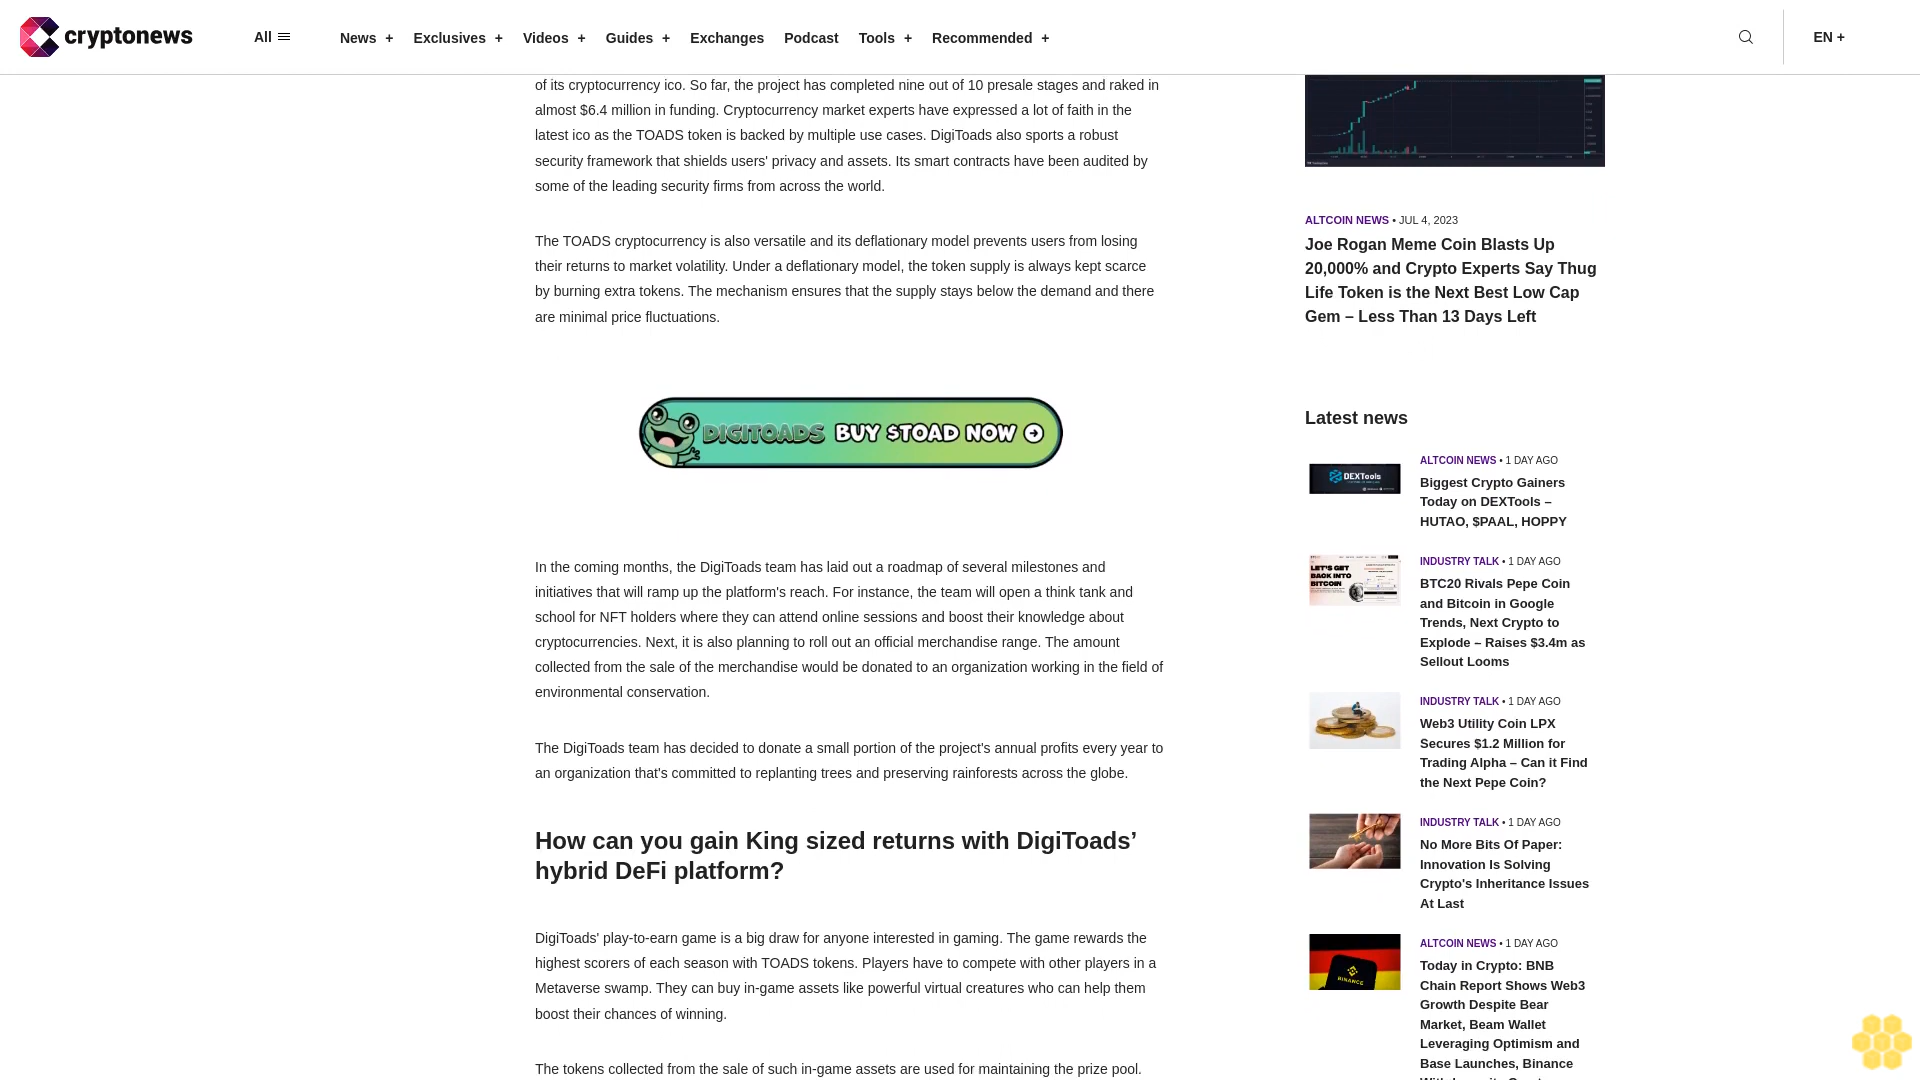 cryptonews
All
News +
Exclusives +
Videos +
Guides +
Exchanges
Podcast
Tools +
Recommended +
EN +
of its cryptocurrency ico. So far, the project has completed nine out of 10 presale stages and raked in
almost $6.4 million in funding. Cryptocurrency market experts have expressed a lot of faith in the
latest ico as the TOADS token is backed by multiple use cases. DigiToads also sports a robust
security framework that shields users' privacy and assets. Its smart contracts have been audited by
some of the leading security firms from across the world.
The TOADS cryptocurrency is also versatile and its deflationary model prevents users from losing
their returns to market volatility. Under a deflationary model, the token supply is always kept scarce
by burning extra tokens. The mechanism ensures that the supply stays below the demand and there
are minimal price fluctuations.
DIGITOADS BUY $TOAD NOW
In the coming months, the DigiToads team has laid out a roadmap of several milestones and
initiatives that will ramp up the platform's reach. For instance, the team will open a think tank and
school for NFT holders where they can attend online sessions and boost their knowledge about
cryptocurrencies. Next, it is also planning to roll out an official merchandise range. The amount
collected from the sale of the merchandise would be donated to an organization working in the field of
environmental conservation.
The DigiToads team has decided to donate a small portion of the project's annual profits every year to
an organization that's committed to replanting trees and preserving rainforests across the globe.
How can you gain King sized returns with DigiToads’
hybrid DeFi platform?
DigiToads' play-to-earn game is a big draw for anyone interested in gaming. The game rewards the
highest scorers of each season with TOADS tokens. Players have to compete with other players in a
Metaverse swamp. They can buy in-game assets like powerful virtual creatures who can help them
boost their chances of winning.
The tokens collected from the sale of such in-game assets are used for maintaining the prize pool.
ALTCOIN NEWS • JUL 4, 2023
Joe Rogan Meme Coin Blasts Up
20,000% and Crypto Experts Say Thug
Life Token is the Next Best Low Cap
Gem – Less Than 13 Days Left
Latest news
DEXTools
ALTCOIN NEWS • 1 DAY AGO
Biggest Crypto Gainers
Today on DEXTools –
HUTAO, $PAAL, HOPPY
LET'S GET
BACK INTO
BITCOIN
INDUSTRY TALK • 1 DAY AGO
BTC20 Rivals Pepe Coin
and Bitcoin in Google
Trends, Next Crypto to
Explode – Raises $3.4m as
Sellout Looms
INDUSTRY TALK • 1 DAY AGO
Web3 Utility Coin LPX
Secures $1.2 Million for
Trading Alpha – Can it Find
the Next Pepe Coin?
INDUSTRY TALK • 1 DAY AGO
No More Bits Of Paper:
Innovation Is Solving
Crypto's Inheritance Issues
At Last
BINANCE
ALTCOIN NEWS • 1 DAY AGO
Today in Crypto: BNB
Chain Report Shows Web3
Growth Despite Bear
Market, Beam Wallet
Leveraging Optimism and
Base Launches, Binance